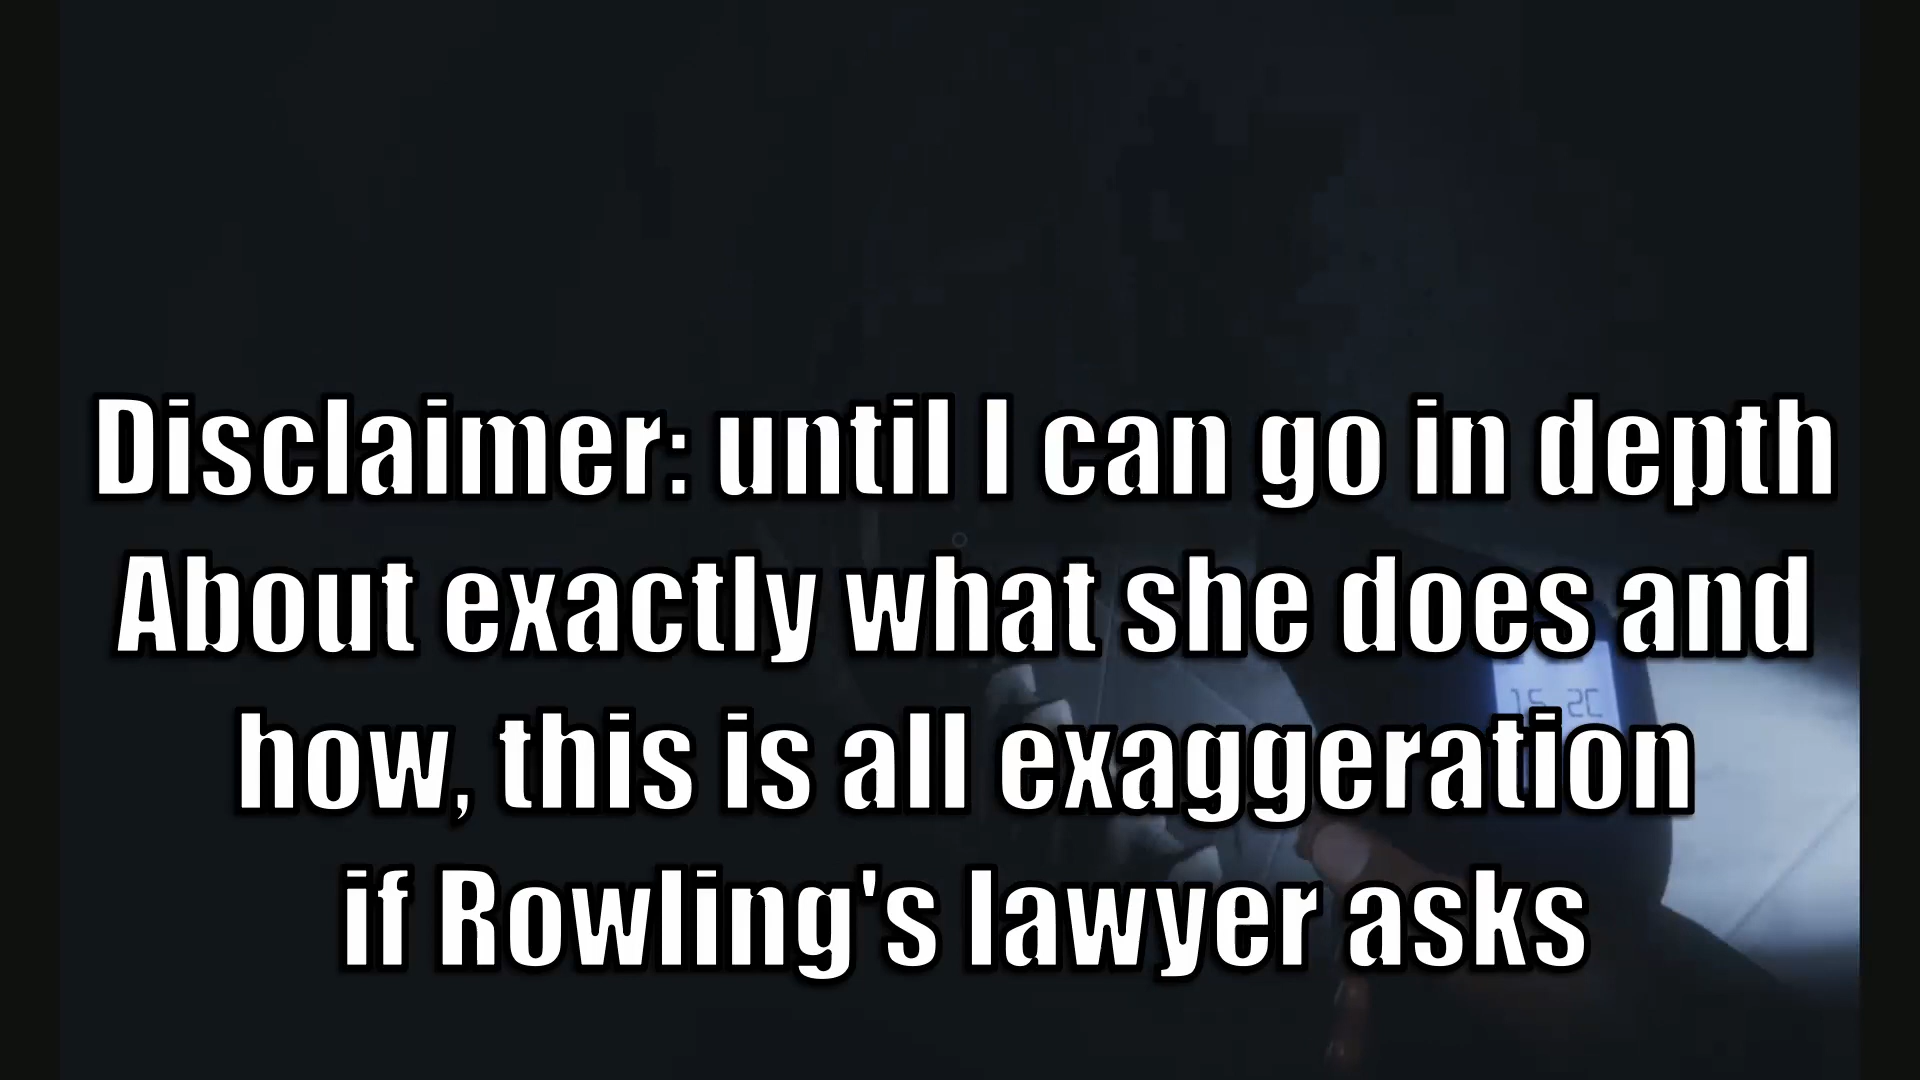 Disclaimer: until I can go in depth
About exactly what she does and
how, this is all exaggeration
if Rowling's lawyer asks